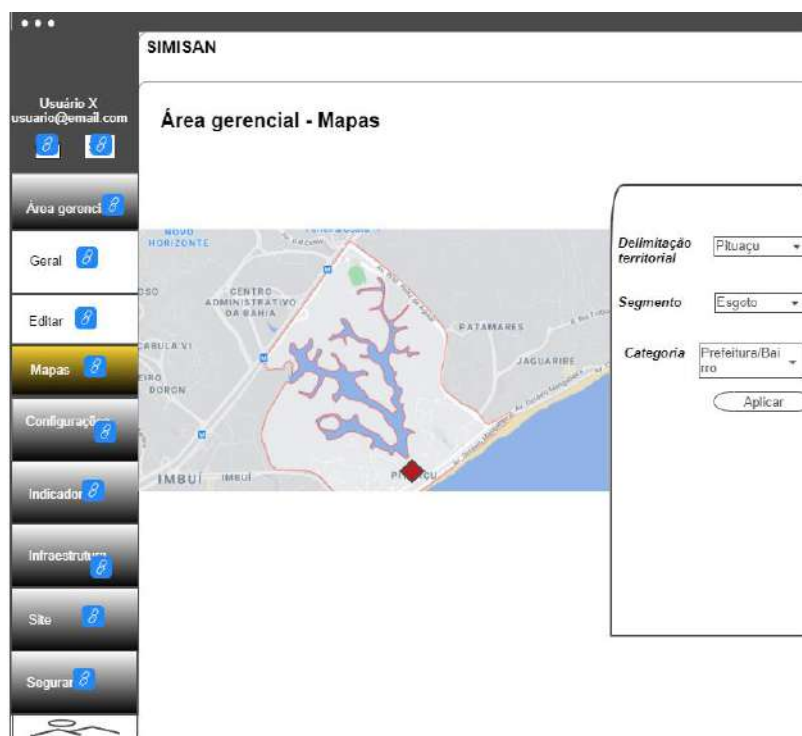 SIMISAN
Usuário X
usuario@email.com
Área gerencial - Mapas
Área gerenci
Geral
Editar
Mapas
Configurações
Indicador
Infraestrutura
Site
Segurar
NOVO
HORIZONTE
CENTRO
ADMINISTRATIVO
DA BAHIA
CABULA VI
DORON
IMBUÍ
IMBUÍ
PATAMARES
JAGUARIBE
Delimitação
territorial
Pituaçu
Segmento
Esgoto
Categoria
Prefeitura/Bai
rro
Aplicar